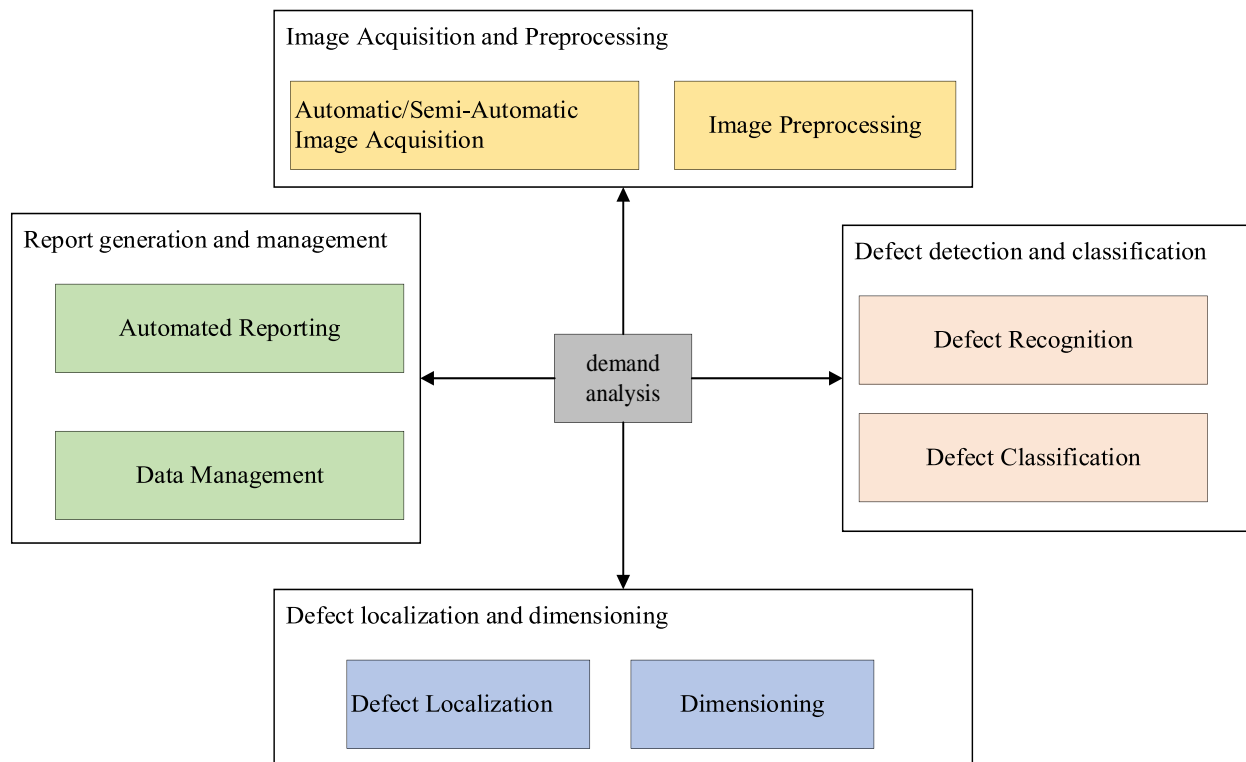 Image Acquisition and Preprocessing
Automatic/Semi-Automatic
Image Acquisition
Image Preprocessing
Report generation and management
Automated Reporting
Data Management
demand
analysis
Defect detection and classification
Defect Recognition
Defect Classification
Defect localization and dimensioning
Defect Localization
Dimensioning